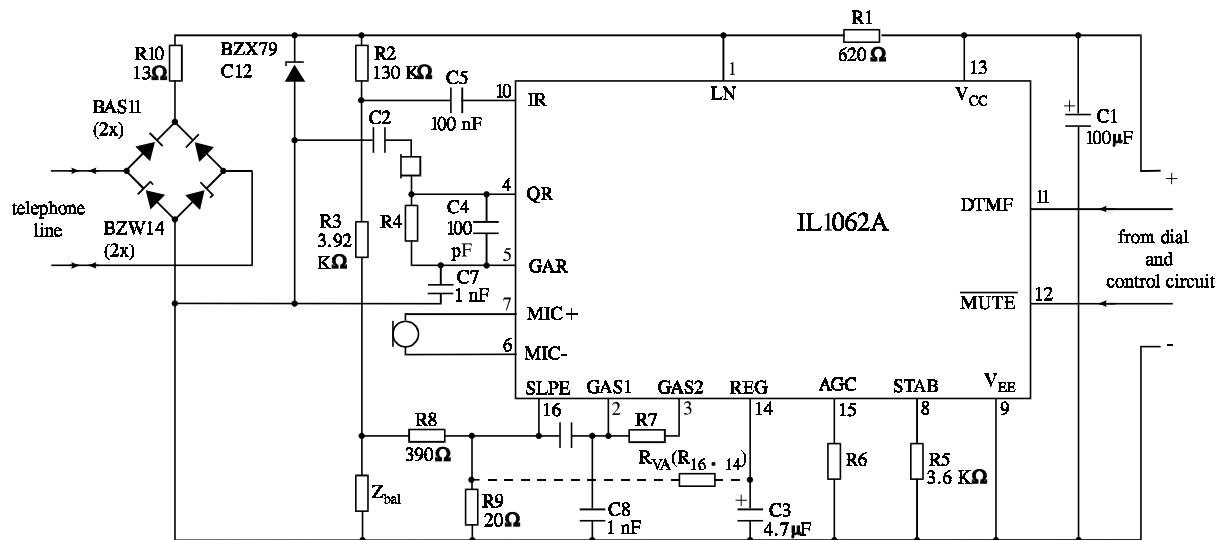 R1
620 Ω
R10
13Ω
BZX79
C12
R2
130 KΩ
C5
100 nF
10
IR
1
LN
13
VCC
C1
100μF
+
BAS11
(2x)
C2
4
QR
R4
C4
100
pF
IL1062A
DTMF
11
+
telephone
line
BZW14
(2x)
R3
3.92
KΩ
5
GAR
C7
1 nF
from dial
and
control circuit
7
MIC+
MUTE
12
6
MIC-
-
SLPE
GAS1
GAS2
REG
AGC
STAB
VEE
16
2
3
14
15
8
9
R8
390Ω
R7
RVA(R16 · 14)
R6
R5
3.6 KΩ
Zbal
R9
20Ω
C8
1 nF
+
C3
4.7μF